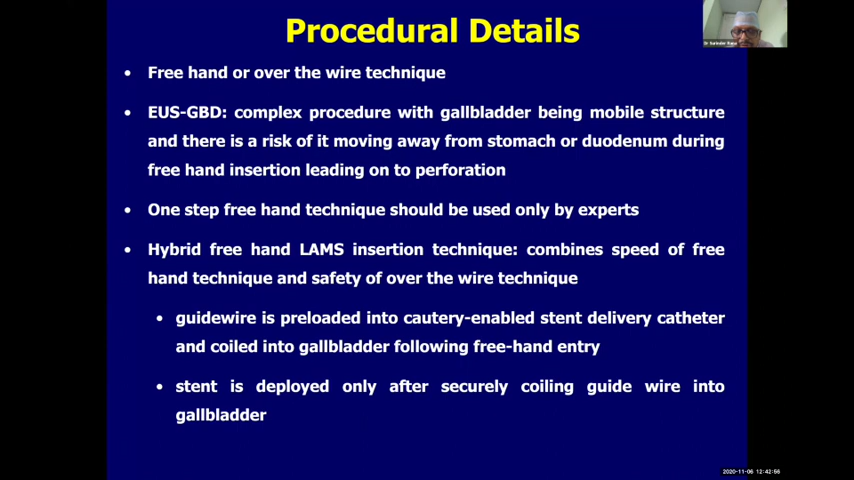 Procedural Details
• Free hand or over the wire technique
• EUS-GBD: complex procedure with gallbladder being mobile structure
and there is a risk of it moving away from stomach or duodenum during
free hand insertion leading on to perforation
• One step free hand technique should be used only by experts
• Hybrid free hand LAMS insertion technique: combines speed of free
hand technique and safety of over the wire technique
• guidewire is preloaded into cautery-enabled stent delivery catheter
and coiled into gallbladder following free-hand entry
• stent is deployed only after securely coiling guide wire into
gallbladder
Dr Surinder Rana
2020-11-06 12:42:56